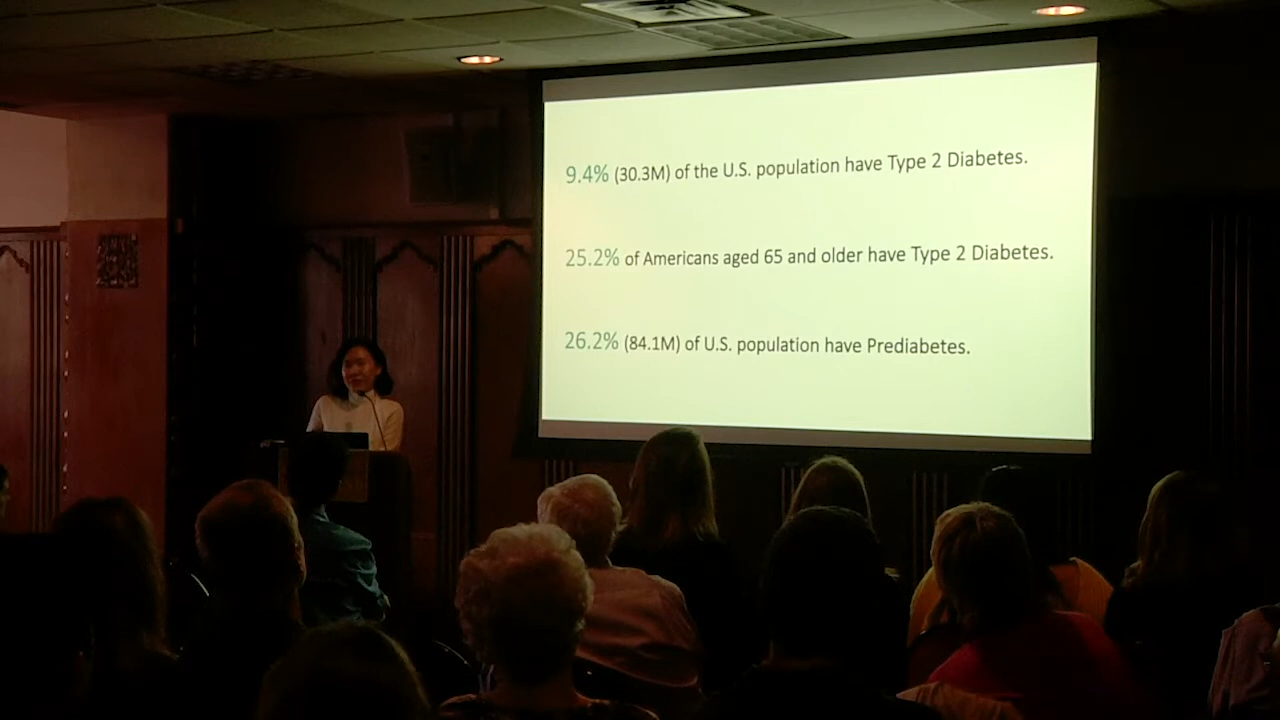 9.4% (30.3M) of the U.S. population have Type 2 Diabetes.
25.2% of Americans aged 65 and older have Type 2 Diabetes.
26.2% (84.1M) of U.S. population have Prediabetes.